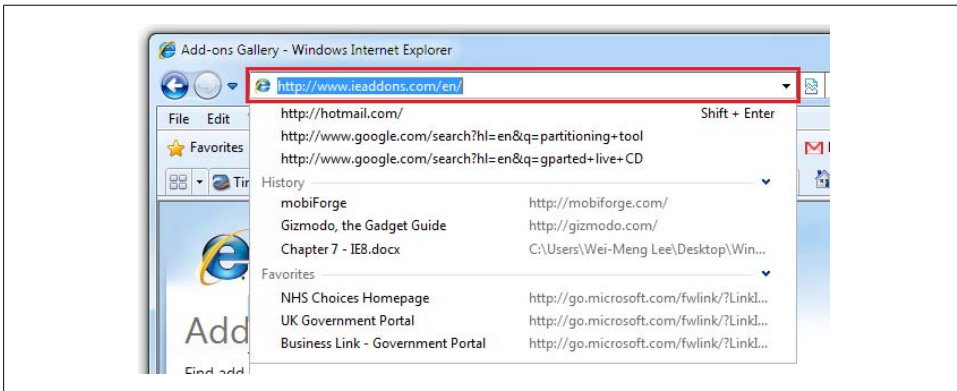 Add-ons Gallery - Windows Internet Explorer
http://www.ieaddons.com/en/
File Edit
http://hotmail.com/ Shift + Enter
http://www.google.com/search?hl=en&q=partitioning+tool
Favorites
http://www.google.com/search?hl=en&q=gparted+live+CD
History
mobiForge http://mobiforge.com/
Gizmodo, the Gadget Guide http://gizmodo.com/
Chapter 7 - IE8.docx C:\Users\Wei-Meng Lee\Desktop\Win...
Favorites
NHS Choices Homepage http://go.microsoft.com/fwlink/?LinkI...
UK Government Portal http://go.microsoft.com/fwlink/?LinkI...
Business Link - Government Portal http://go.microsoft.com/fwlink/?LinkI...
Add
Find add